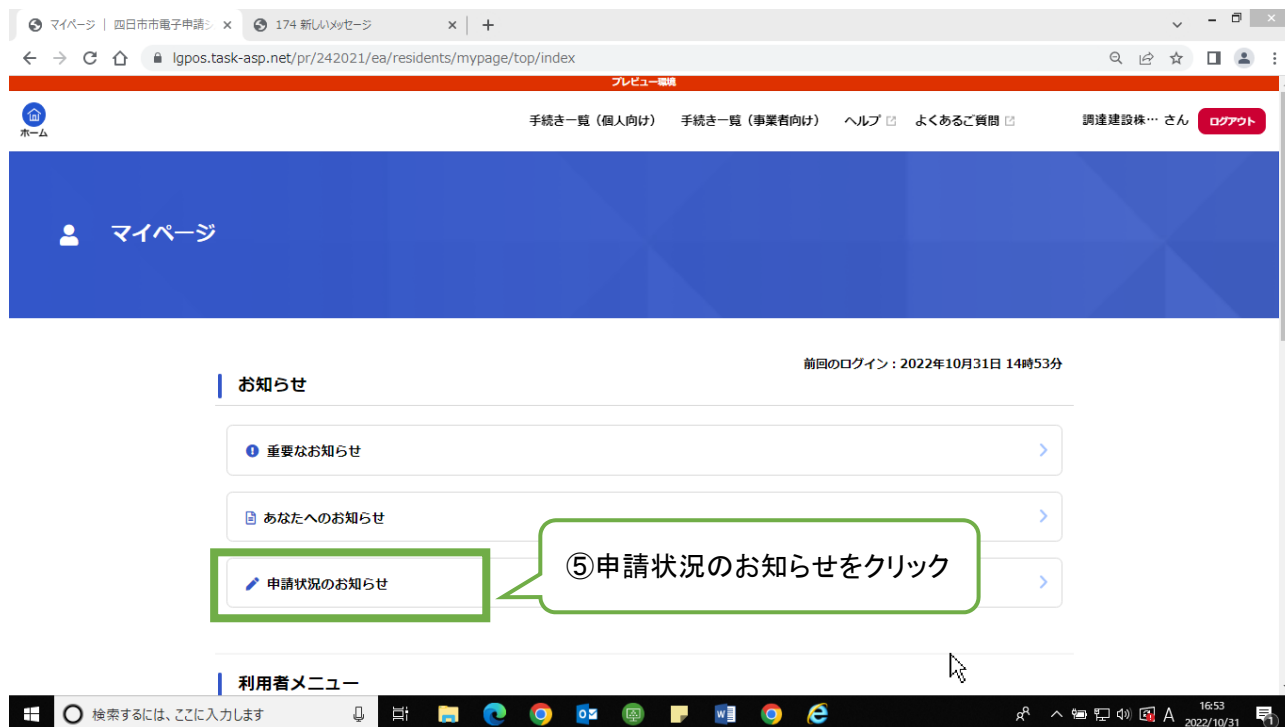 マイページ | 四日市市電子申請シ
174 新しいメッセージ
lgpos.task-asp.net/pr/242021/ea/residents/mypage/top/index
プレビュー環境
ホーム
手続き一覧（個人向け） 手続き一覧（事業者向け） ヘルプ よくあるご質問 調達建設株… さん ログアウト
マイページ
前回のログイン：2022年10月31日 14時53分
お知らせ
重要なお知らせ
あなたへのお知らせ
申請状況のお知らせ
⑤申請状況のお知らせをクリック
利用者メニュー
検索するには、ここに入力します
A
16:53
2022/10/31